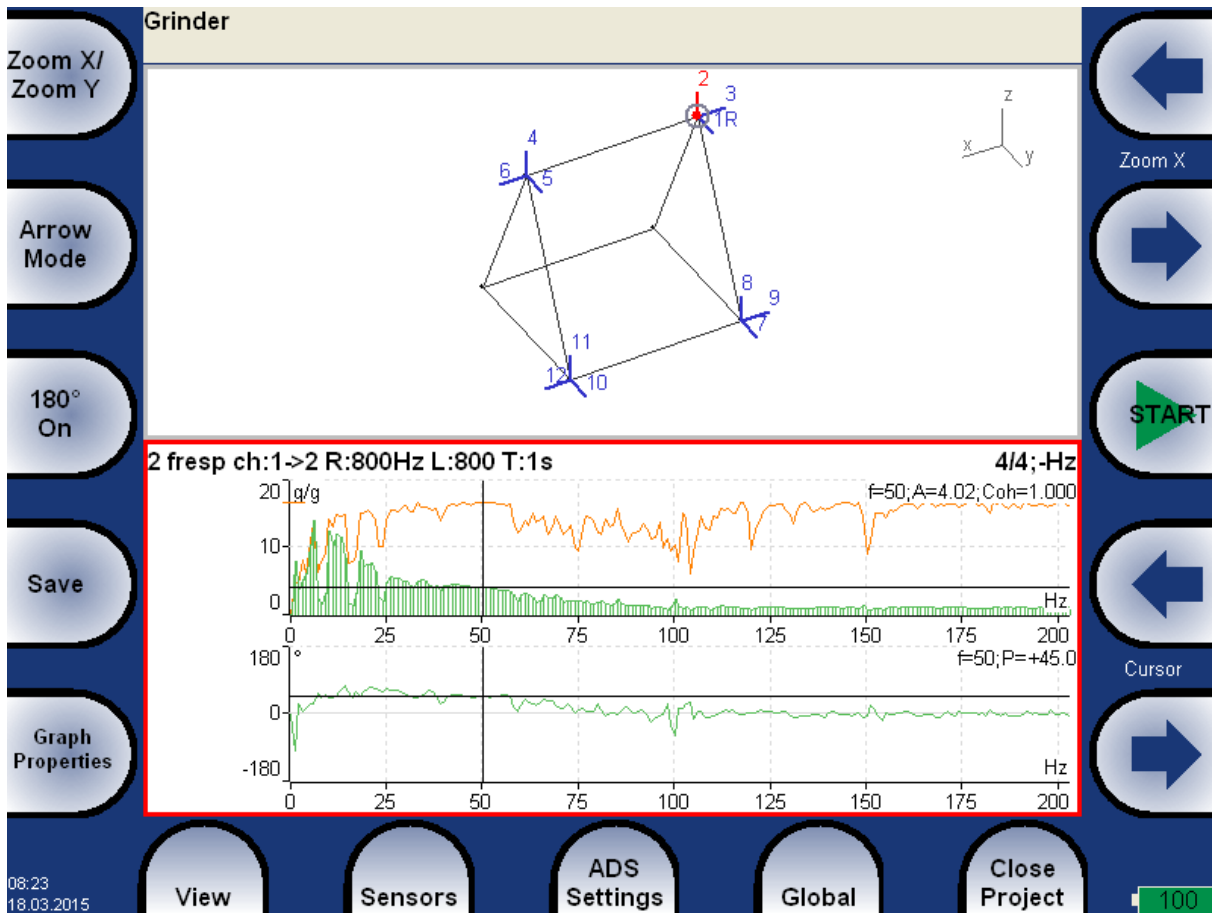 Grinder
Zoom X/
Zoom Y
Arrow
Mode
180°
On
Save
Graph
Properties
2
3
1R
4
6
5
8
9
7
11
12
10
z
x
y
Zoom X
START
Cursor
2 fresp ch:1->2 R:800Hz L:800 T:1s
4/4;-Hz
20
g/g
f=50;A=4.02;Coh=1.000
10
0
Hz
0 25 50 75 100 125 150 175 200
180
°
f=50;P=+45.0
0
-180
Hz
0 25 50 75 100 125 150 175 200
08:23
18.03.2015
View
Sensors
ADS
Settings
Global
Close
Project
100